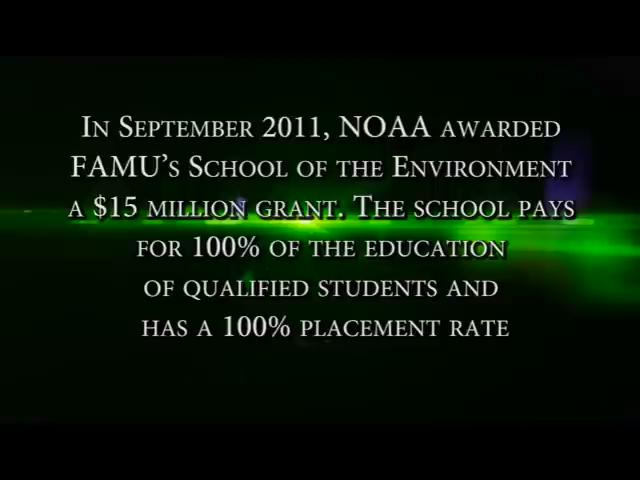 In September 2011, NOAA awarded
FAMU's School of the Environment
a $15 million grant. The school pays
for 100% of the education
of qualified students and
has a 100% placement rate